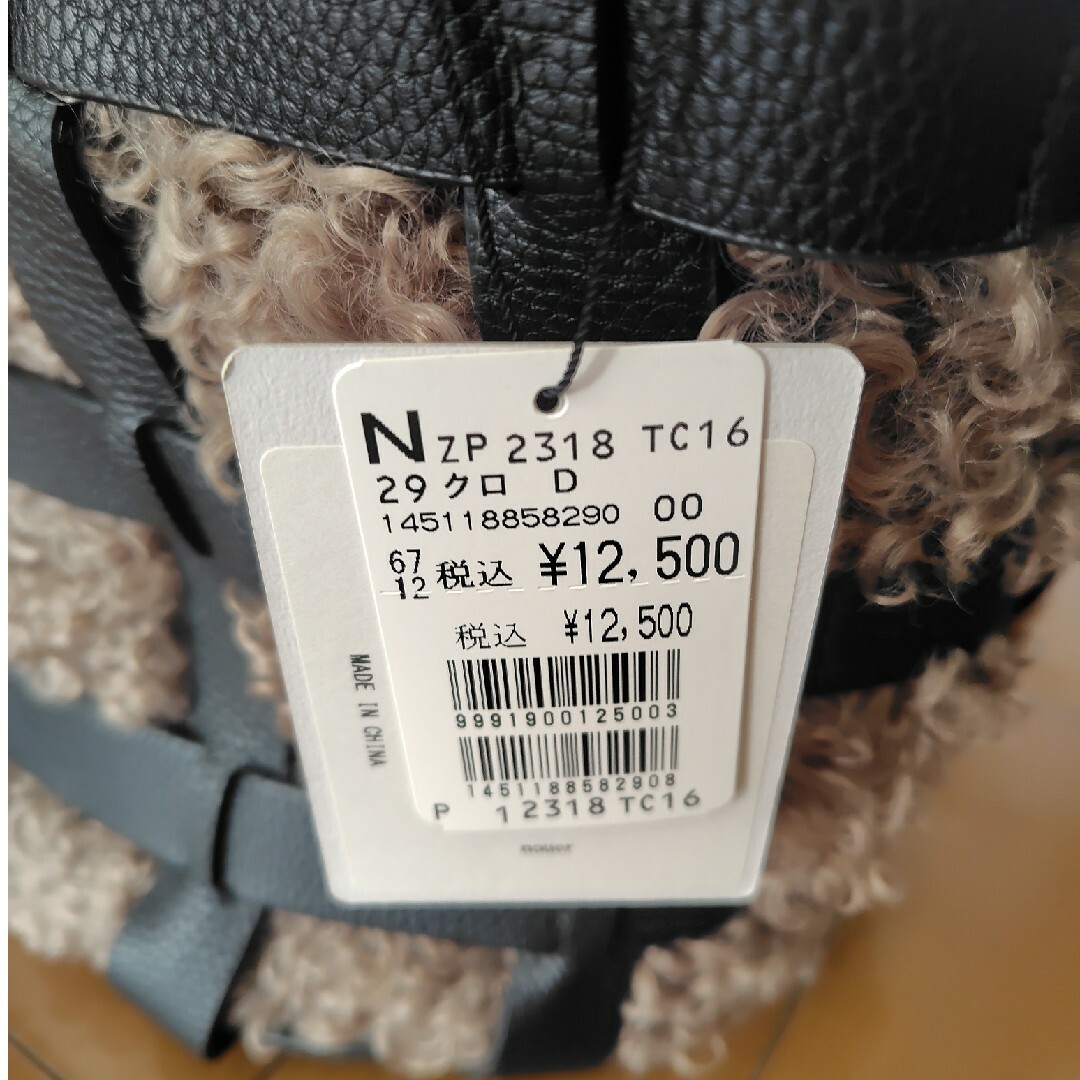 N ZP 2318 TC16
29 クロ D
145118858290 00
67
12 税込 ¥12,500
税込 ¥12,500
9991900125003
1451188582908
P 12318 TC16
MADE IN CHINA